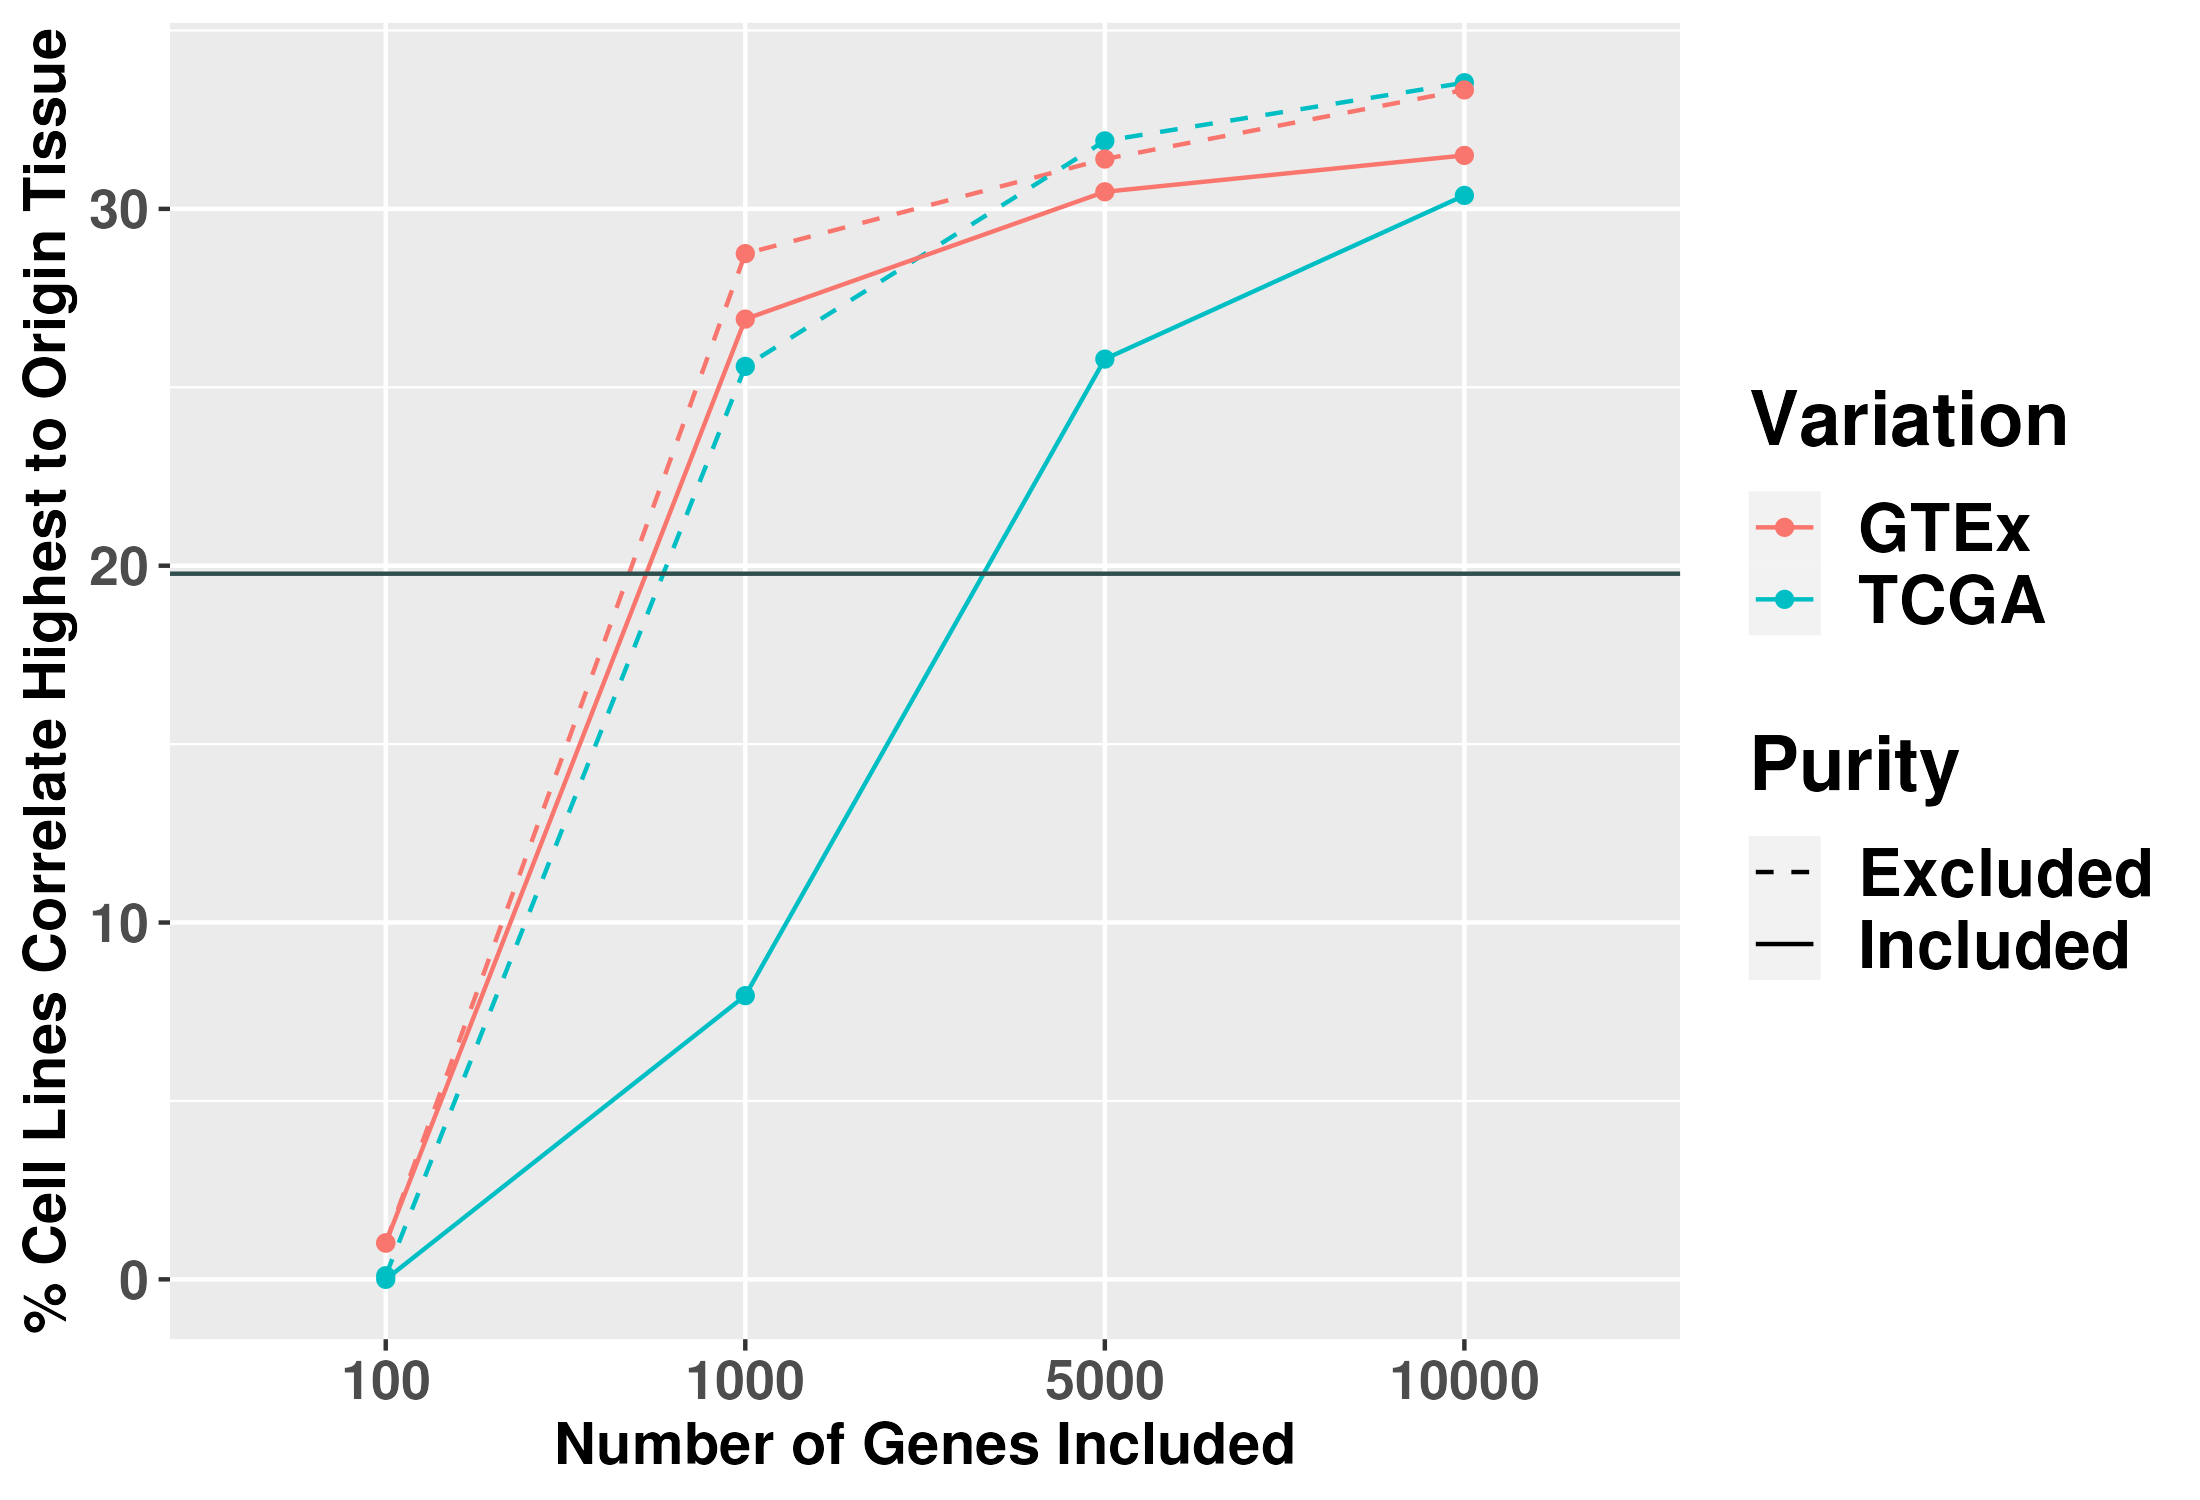 % Cell Lines Correlate Highest to Origin Tissue
30
20
10
0
100 1000 5000 10000
Number of Genes Included
Variation
GTEx
TCGA
Purity
Excluded
Included